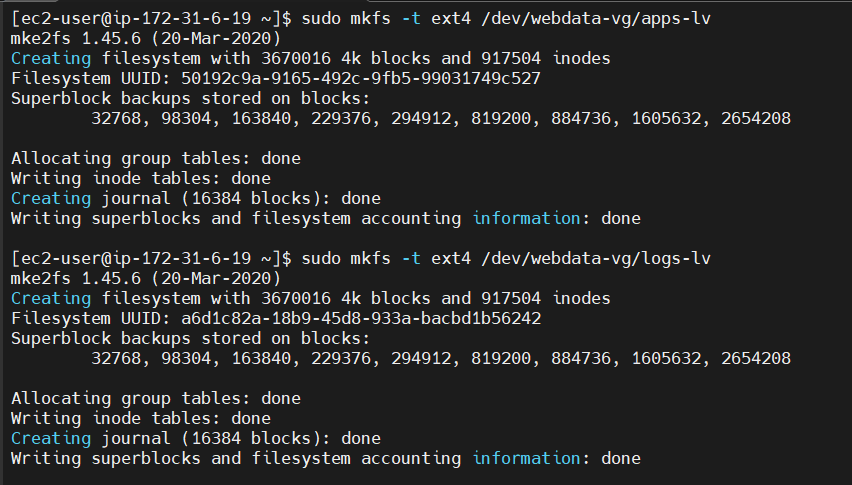 [ec2-user@ip-172-31-6-19 ~]$ sudo mkfs -t ext4 /dev/webdata-vg/apps-lv
mke2fs 1.45.6 (20-Mar-2020)
Creating filesystem with 3670016 4k blocks and 917504 inodes
Filesystem UUID: 50192c9a-9165-492c-9fb5-99031749c527
Superblock backups stored on blocks:
        32768, 98304, 163840, 229376, 294912, 819200, 884736, 1605632, 2654208

Allocating group tables: done
Writing inode tables: done
Creating journal (16384 blocks): done
Writing superblocks and filesystem accounting information: done

[ec2-user@ip-172-31-6-19 ~]$ sudo mkfs -t ext4 /dev/webdata-vg/logs-lv
mke2fs 1.45.6 (20-Mar-2020)
Creating filesystem with 3670016 4k blocks and 917504 inodes
Filesystem UUID: a6d1c82a-18b9-45d8-933a-bacbd1b56242
Superblock backups stored on blocks:
        32768, 98304, 163840, 229376, 294912, 819200, 884736, 1605632, 2654208

Allocating group tables: done
Writing inode tables: done
Creating journal (16384 blocks): done
Writing superblocks and filesystem accounting information: done